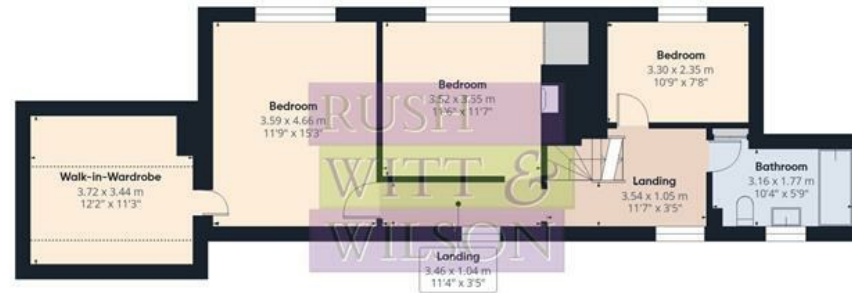 Bedroom
3.59 x 4.66 m
11'9" x 15'3"
Bedroom
3.52 x 3.55 m
11'6" x 11'7"
Bedroom
3.30 x 2.35 m
10'9" x 7'8"
Walk-in-Wardrobe
3.72 x 3.44 m
12'2" x 11'3"
Landing
3.54 x 1.05 m
11'7" x 3'5"
Bathroom
3.16 x 1.77 m
10'4" x 5'9"
Landing
3.46 x 1.04 m
11'4" x 3'5"
RUSH
WITT &
WILSON